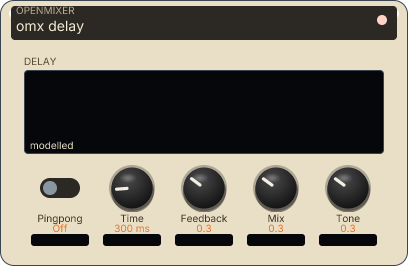 OPENMIXER
omx delay
DELAY
modelled
Pingpong Time Feedback Mix Tone
Off 300 ms 0.3 0.3 0.3